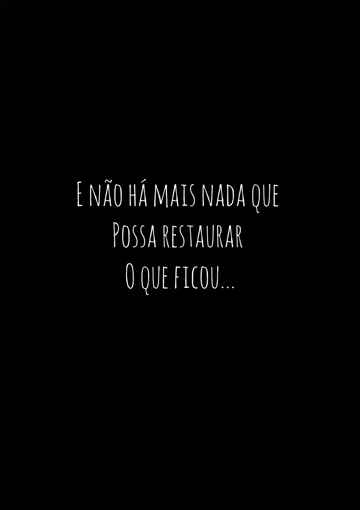 E não há mais nada que
possa restaurar
o que ficou...